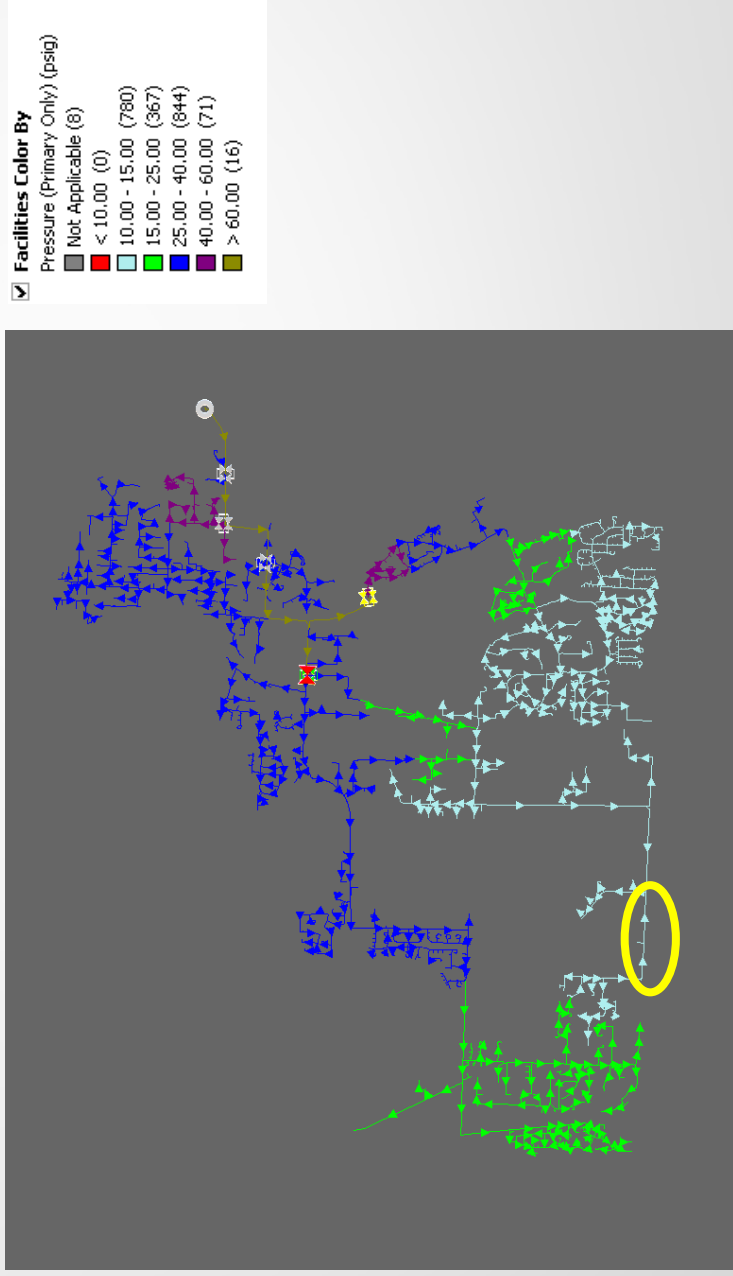 Facilities Color By
Pressure (Primary Only) (psig)
Not Applicable (8)
< 10.00 (0)
10.00 - 15.00 (780)
15.00 - 25.00 (367)
25.00 - 40.00 (844)
40.00 - 60.00 (71)
> 60.00 (16)